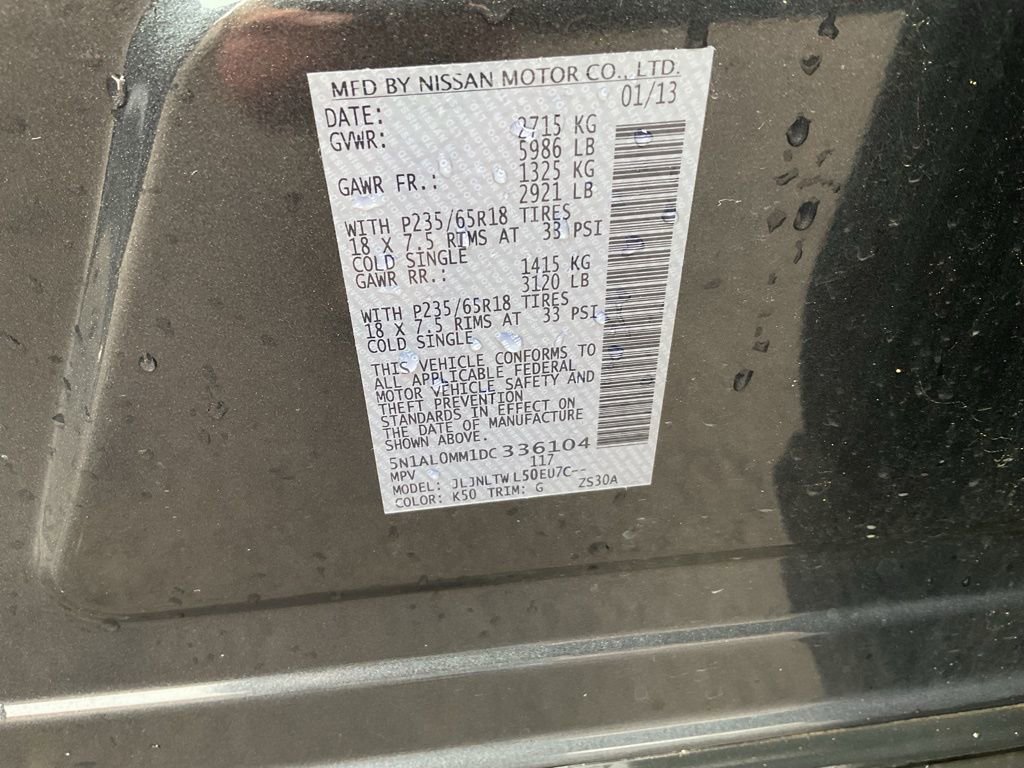 MFD BY NISSAN MOTOR CO., LTD.
DATE: 01/13
GVWR: 2715 KG
5986 LB
GAWR FR.: 1325 KG
2921 LB
WITH P235/65R18 TIRES
18 X 7.5 RIMS AT 33 PSI
COLD SINGLE
GAWR RR.: 1415 KG
3120 LB
WITH P235/65R18 TIRES
18 X 7.5 RIMS AT 33 PSI
COLD SINGLE
THIS VEHICLE CONFORMS TO
ALL APPLICABLE FEDERAL
MOTOR VEHICLE SAFETY AND
THEFT PREVENTION
STANDARDS IN EFFECT ON
THE DATE OF MANUFACTURE
SHOWN ABOVE.
5N1AL0MM1DC 336104
MPV 117
MODEL: JLJNLTW L50EU7C--
COLOR: K50 TRIM: G ZS30A